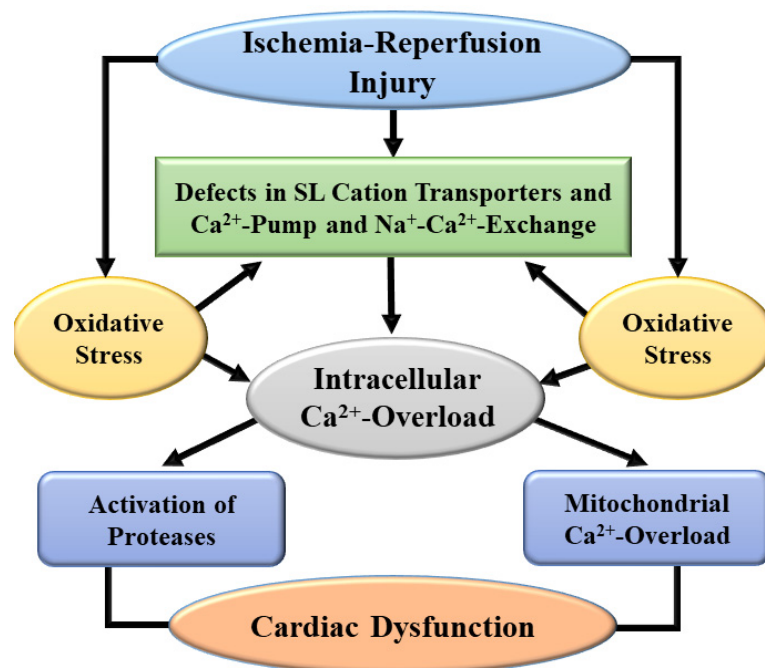 Ischemia-Reperfusion
Injury
Defects in SL Cation Transporters and
Ca²⁺-Pump and Na⁺-Ca²⁺-Exchange
Oxidative
Stress
Oxidative
Stress
Intracellular
Ca²⁺-Overload
Activation of
Proteases
Mitochondrial
Ca²⁺-Overload
Cardiac Dysfunction